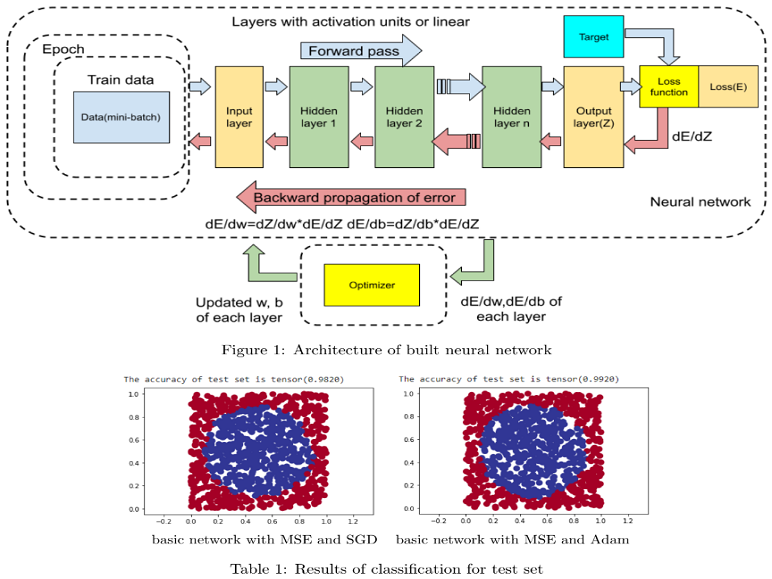 Layers with activation units or linear
Target
Epoch
Forward pass
Train data
Data(mini-batch)
Input
layer
Hidden
layer 1
Hidden
layer 2
Hidden
layer n
Output
layer(Z)
Loss
function
Loss(E)
dE/dZ
Backward propagation of error
Neural network
dE/dw=dZ/dw*dE/dZ dE/db=dZ/db*dE/dZ
Optimizer
Updated w, b
of each layer
dE/dw,dE/db of
each layer
Figure 1: Architecture of built neural network
The accuracy of test set is tensor(0.9820)
1.0
0.8
0.6
0.4
0.2
0.0
−0.2 0.0 0.2 0.4 0.6 0.8 1.0 1.2
basic network with MSE and SGD
The accuracy of test set is tensor(0.9920)
1.0
0.8
0.6
0.4
0.2
0.0
−0.2 0.0 0.2 0.4 0.6 0.8 1.0 1.2
basic network with MSE and Adam
Table 1: Results of classification for test set